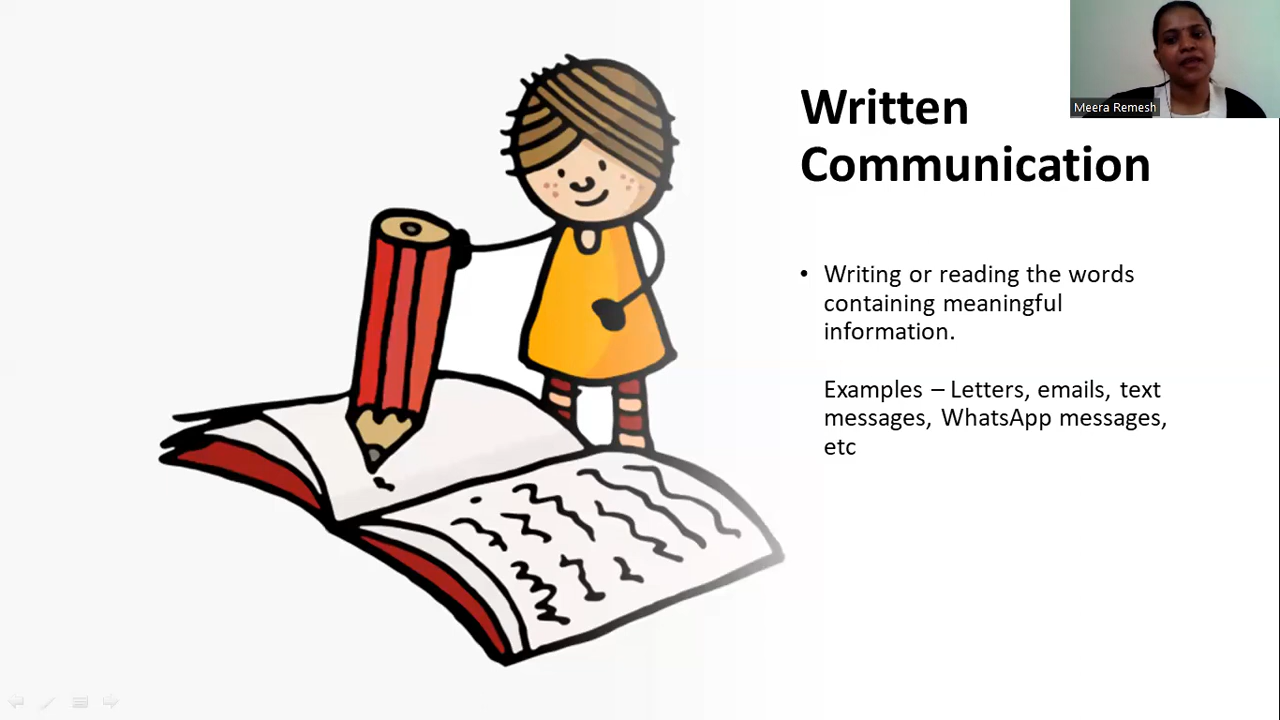 Written
Communication
Meera Remesh
• Writing or reading the words
containing meaningful
information.
Examples – Letters, emails, text
messages, WhatsApp messages,
etc